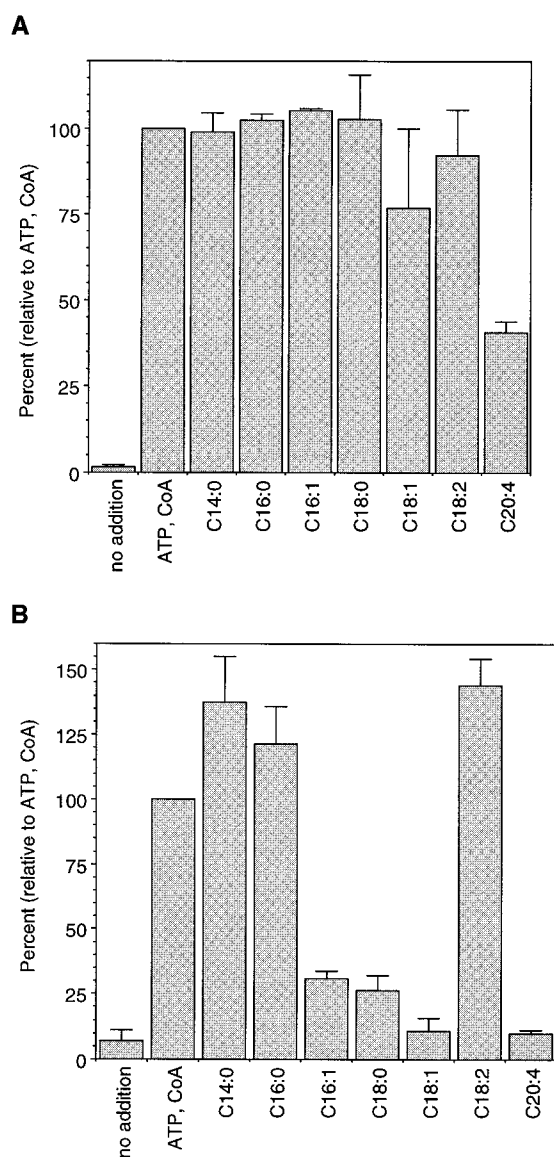 A
Percent (relative to ATP, CoA)
100
75
50
25
0
no addition
ATP, CoA
C14:0
C16:0
C16:1
C18:0
C18:1
C18:2
C20:4
B
Percent (relative to ATP, CoA)
150
125
100
75
50
25
0
no addition
ATP, CoA
C14:0
C16:0
C16:1
C18:0
C18:1
C18:2
C20:4